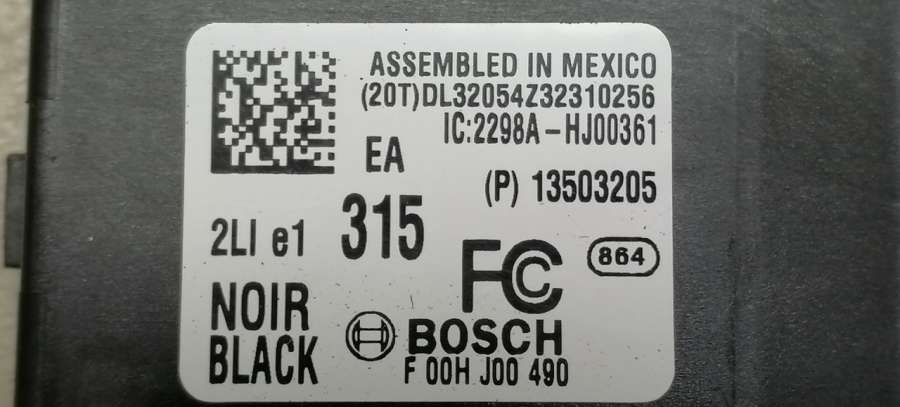 ASSEMBLED IN MEXICO
(20T)DL32054Z32310256
IC:2298A-HJ00361
EA
(P) 13503205
2LI e1 315
FC
864
NOIR
BLACK
BOSCH
F 00H J00 490